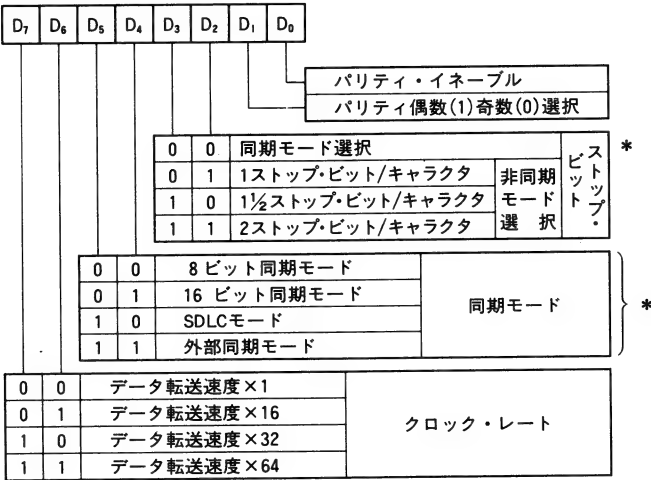 D₇ D₆ D₅ D₄ D₃ D₂ D₁ D₀
パリティ・イネーブル
パリティ偶数(1)奇数(0)選択
0 0 同期モード選択
0 1 1ストップ・ビット/キャラクタ
1 0 1½ストップ・ビット/キャラクタ
1 1 2ストップ・ビット/キャラクタ
非同期
モード
選 択
ストップ・
ビット
*
0 0 8ビット同期モード
0 1 16 ビット同期モード
1 0 SDLCモード
1 1 外部同期モード
同期モード
*
0 0 データ転送速度×1
0 1 データ転送速度×16
1 0 データ転送速度×32
1 1 データ転送速度×64
クロック・レート